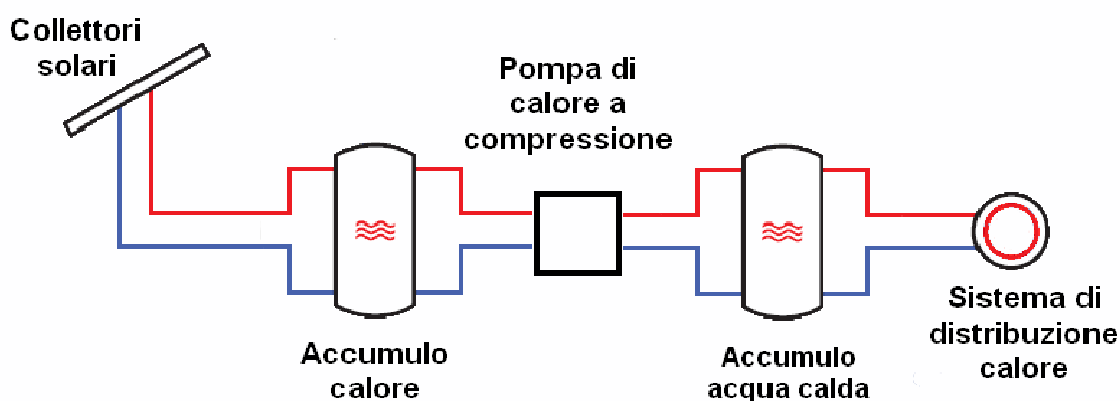 Collettori
solari
Pompa di
calore a
compressione
Accumulo
calore
Accumulo
acqua calda
Sistema di
distribuzione
calore